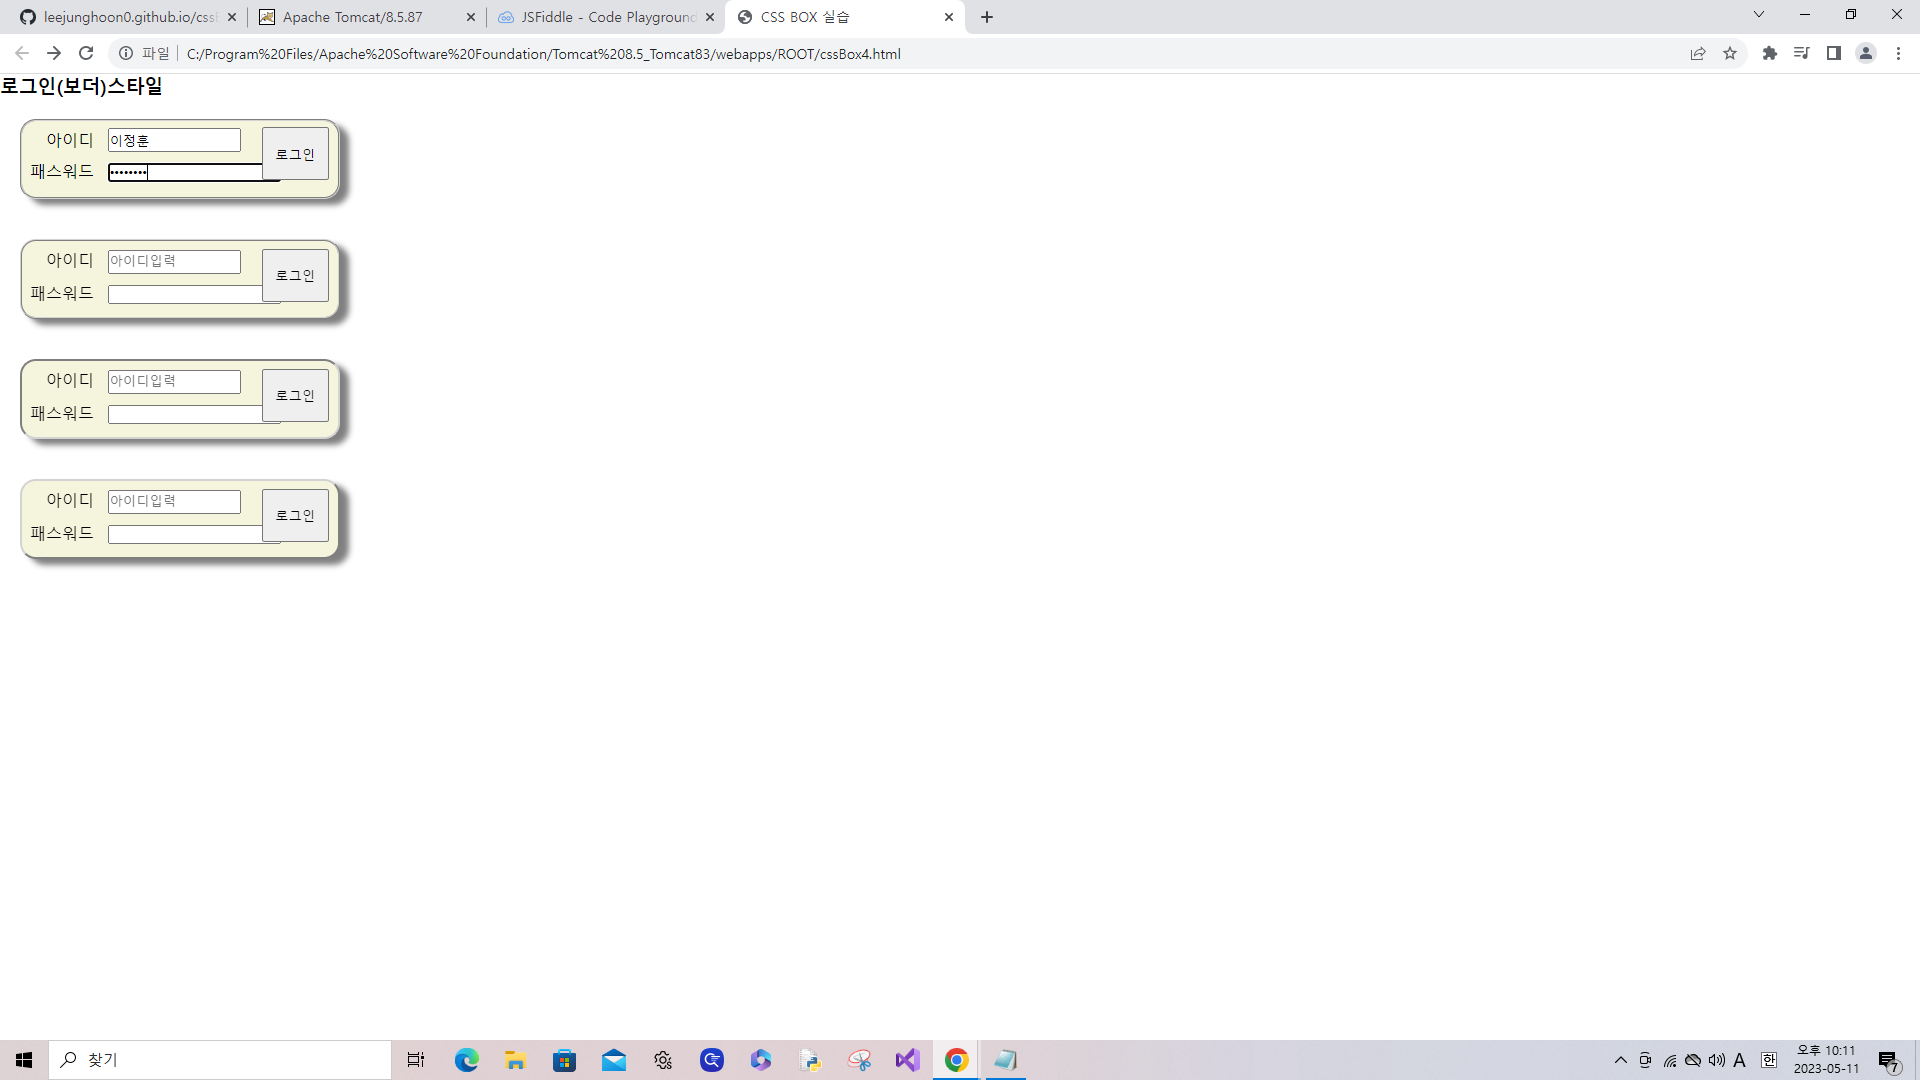 leejunghoon0.github.io/css
Apache Tomcat/8.5.87
JSFiddle - Code Playground
CSS BOX 실습
파일
C:/Program%20Files/Apache%20Software%20Foundation/Tomcat%208.5_Tomcat83/webapps/ROOT/cssBox4.html
로그인(보더)스타일
아이디 이정훈
로그인
패스워드 ••••••••
아이디 아이디입력
로그인
패스워드
아이디 아이디입력
로그인
패스워드
아이디 아이디입력
로그인
패스워드
찾기
A
한
오후 10:11
2023-05-11
7